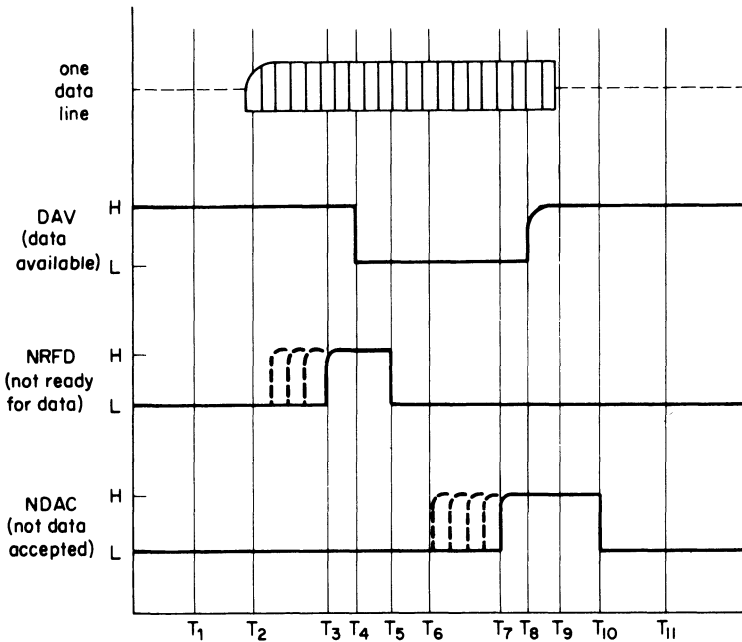 one
data
line
H
DAV
(data
available)
L
H
NRFD
(not ready
for data)
L
H
NDAC
(not data
accepted)
L
T1 T2 T3 T4 T5 T6 T7 T8 T9 T10 T11